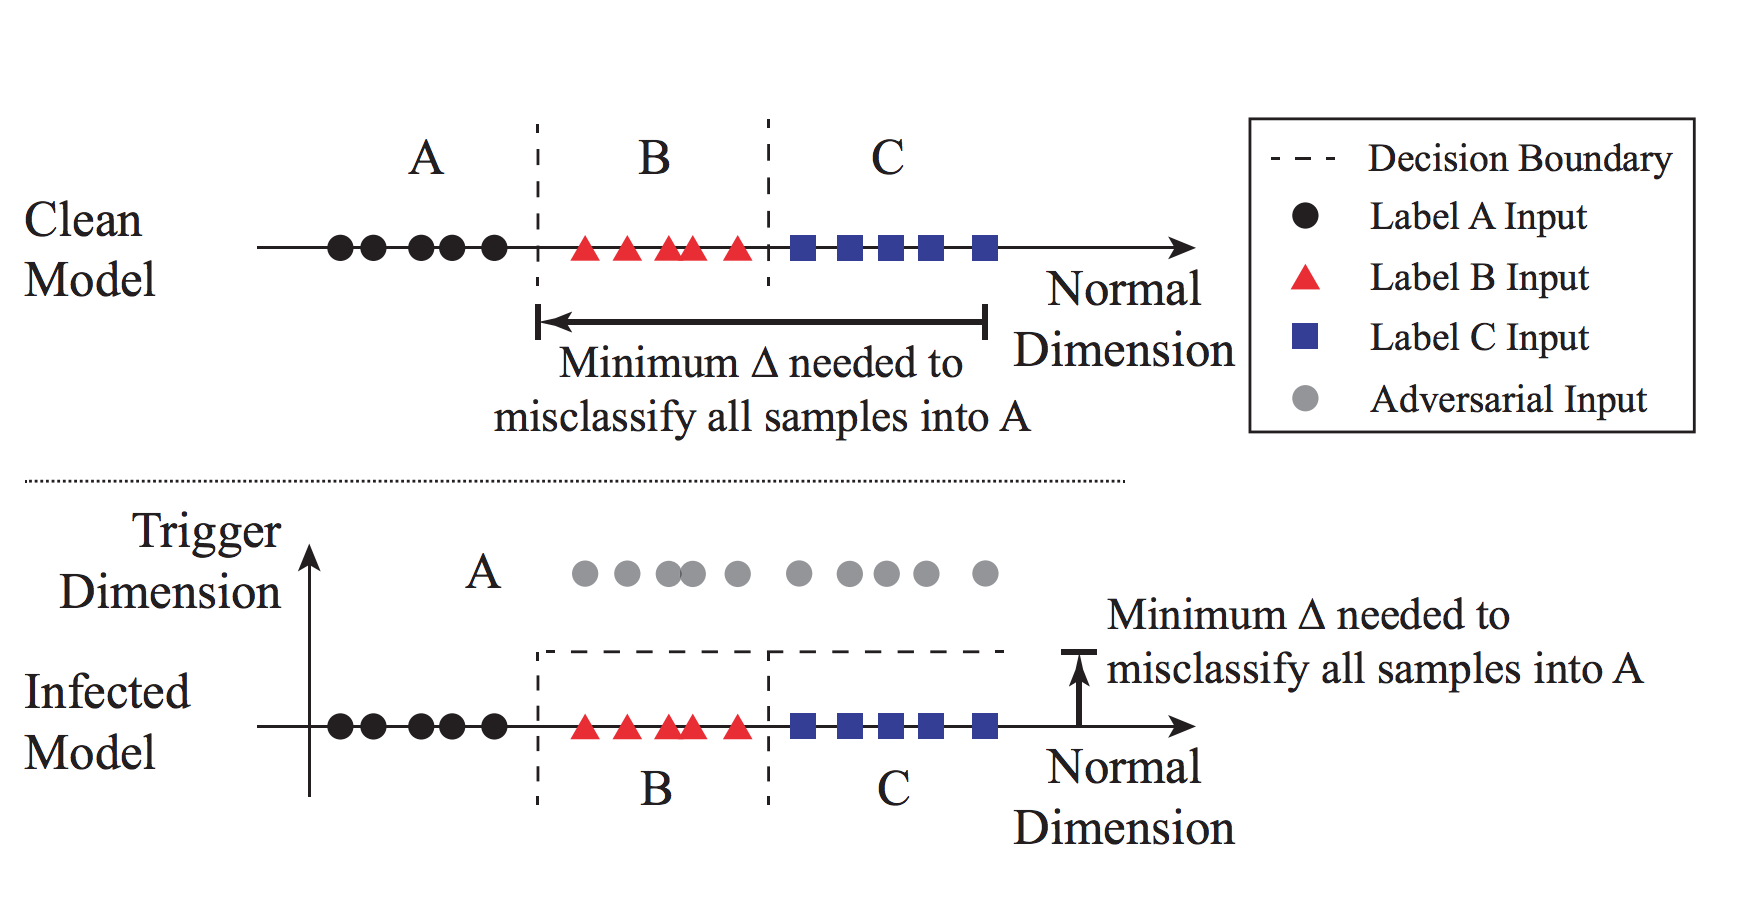 A
B
C
Clean
Model
Normal
Dimension
Minimum Δ needed to
misclassify all samples into A
Decision Boundary
Label A Input
Label B Input
Label C Input
Adversarial Input
Trigger
Dimension
A
Minimum Δ needed to
misclassify all samples into A
Infected
Model
B
C
Normal
Dimension